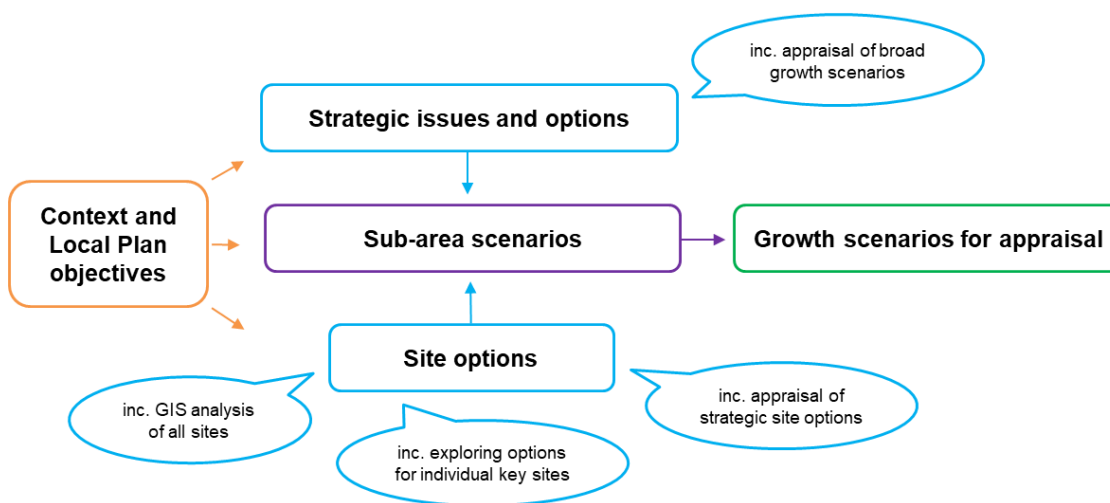 inc. appraisal of broad
growth scenarios
Strategic issues and options
Context and
Local Plan
objectives
Sub-area scenarios
Growth scenarios for appraisal
Site options
inc. GIS analysis
of all sites
inc. exploring options
for individual key sites
inc. appraisal of
strategic site options